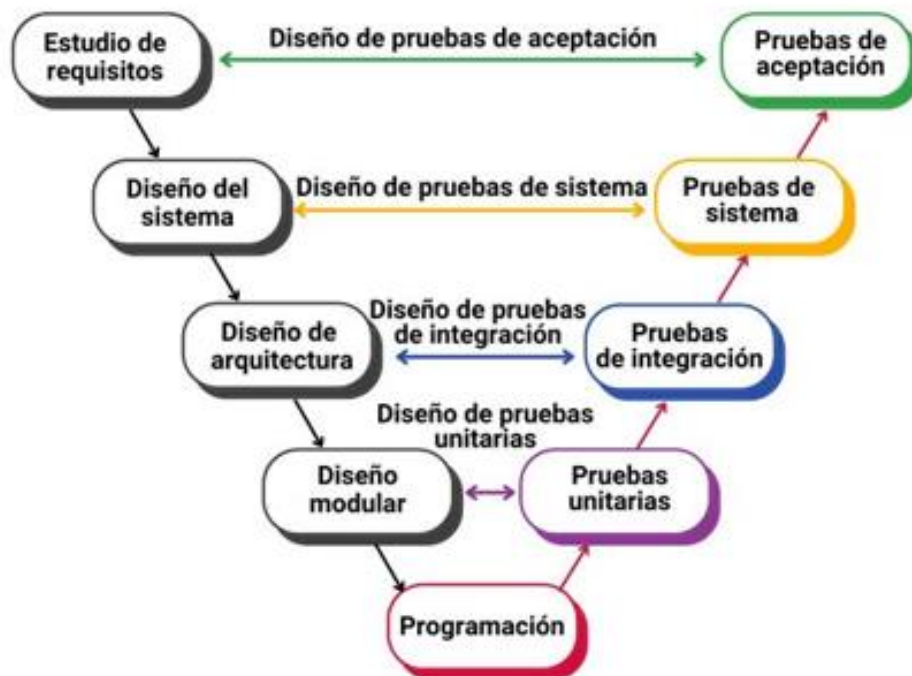 Estudio de
requisitos
Diseño de pruebas de aceptación
Pruebas de
aceptación
Diseño del
sistema
Diseño de pruebas de sistema
Pruebas de
sistema
Diseño de
arquitectura
Diseño de pruebas
de integración
Pruebas
de integración
Diseño de pruebas
unitarias
Diseño
modular
Pruebas
unitarias
Programación